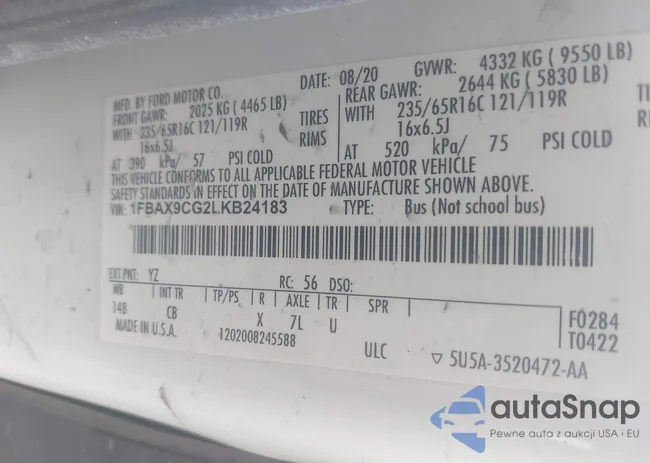 MFD. BY FORD MOTOR CO.
DATE: 08/20 GVWR: 4332 KG ( 9550 LB)
FRONT GAWR: 2025 KG ( 4465 LB) REAR GAWR: 2644 KG ( 5830 LB)
WITH 235/65R16C 121/119R TIRES WITH 235/65R16C 121/119R TIRES
16x6.5J RIMS 16x6.5J RIMS
AT 390 kPa/ 57 PSI COLD AT 520 kPa/ 75 PSI COLD
THIS VEHICLE CONFORMS TO ALL APPLICABLE FEDERAL MOTOR VEHICLE
SAFETY STANDARDS IN EFFECT ON THE DATE OF MANUFACTURE SHOWN ABOVE.
VIN: 1FBAX9CG2LKB24183 TYPE: Bus (Not school bus)
EXT PNT: YZ RC: 56 DSO:
WB INT TR TP/PS R AXLE TR SPR
148 CB X 7L U
F0284
T0422
MADE IN U.S.A. 1202008245588 ULC ▽ 5U5A-3520472-AA
autaSnap
Pewne auta z aukcji USA i EU